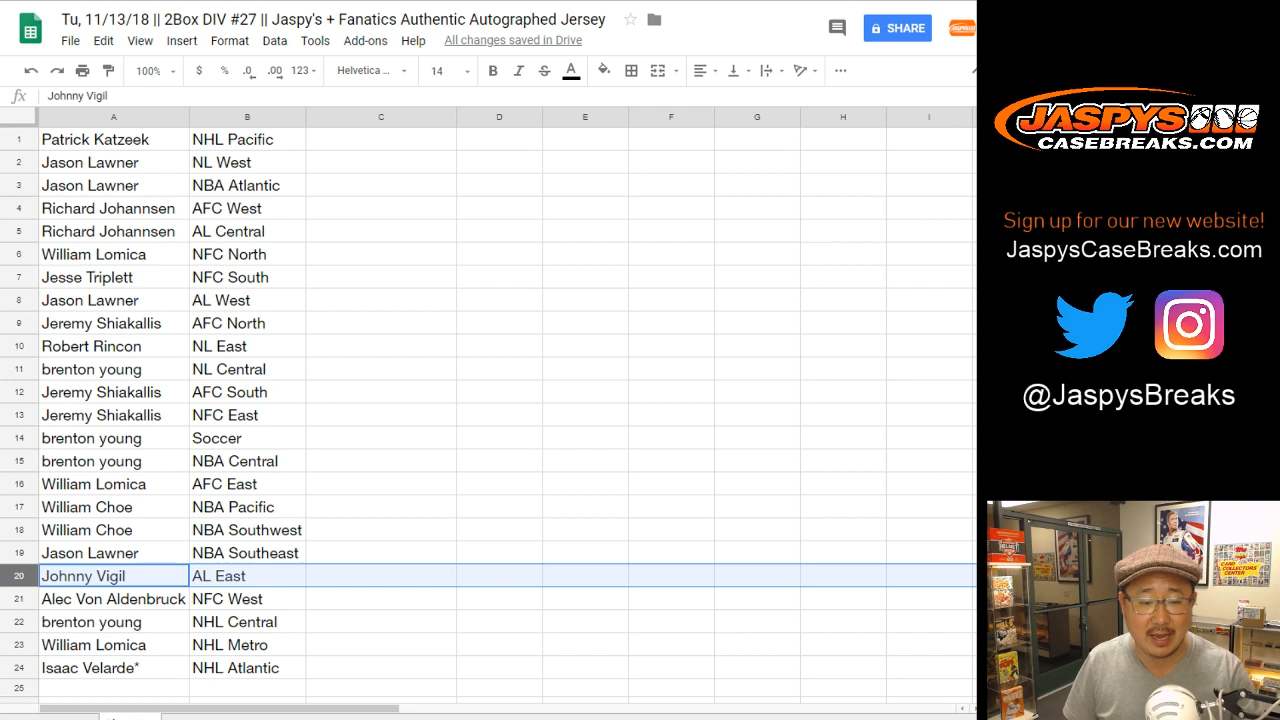 Tu, 11/13/18 || 2Box DIV #27 || Jaspy's + Fanatics Authentic Autographed Jersey
File Edit View Insert Format Data Tools Add-ons Help All changes saved in Drive
SHARE
100% $ % .0 .00 123 Helvetica ... 14 B I S A
fx Johnny Vigil
A B C D E F G H I
1 Patrick Katzeek NHL Pacific
2 Jason Lawner NL West
3 Jason Lawner NBA Atlantic
4 Richard Johannsen AFC West
5 Richard Johannsen AL Central
6 William Lomica NFC North
7 Jesse Triplett NFC South
8 Jason Lawner AL West
9 Jeremy Shiakallis AFC North
10 Robert Rincon NL East
11 brenton young NL Central
12 Jeremy Shiakallis AFC South
13 Jeremy Shiakallis NFC East
14 brenton young Soccer
15 brenton young NBA Central
16 William Lomica AFC East
17 William Choe NBA Pacific
18 William Choe NBA Southwest
19 Jason Lawner NBA Southeast
20 Johnny Vigil AL East
21 Alec Von Aldenbruck NFC West
22 brenton young NHL Central
23 William Lomica NHL Metro
24 Isaac Velarde* NHL Atlantic
25
JASPYS
CASEBREAKS.COM
Sign up for our new website!
JaspysCaseBreaks.com
@JaspysBreaks
CARD
COLLECTORS
CENTER